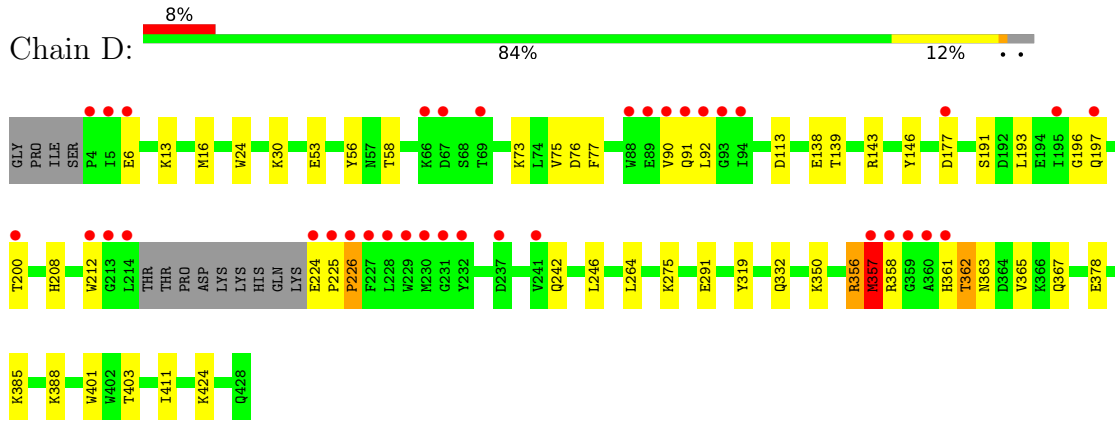 8%
Chain D:
84% 12% • •
GLY PRO ILE SER P4 I5 E6 K13 M16 W24 K30 E53 Y56 N57 T58 K66 D67 S68 T69 K73 L74 V75 D76 F77 W88 E89 V90 Q91 L92 G93 I94 D113 E138 T139 R143 Y146 D177 S191 D192 L193 E194 I195 G196 Q197
T200 H208 W212 G213 L214 THR THR PRO ASP LYS LYS HIS GLN LYS E224 P225 P226 F227 L228 W229 M230 G231 Y232 D237 V241 Q242 L246 L264 K275 E291 Y319 Q332 K350 R356 M357 R358 G359 A360 H361 T362 N363 D364 V365 K366 Q367 E378
K385 K388 W401 W402 T403 I411 K424 Q428